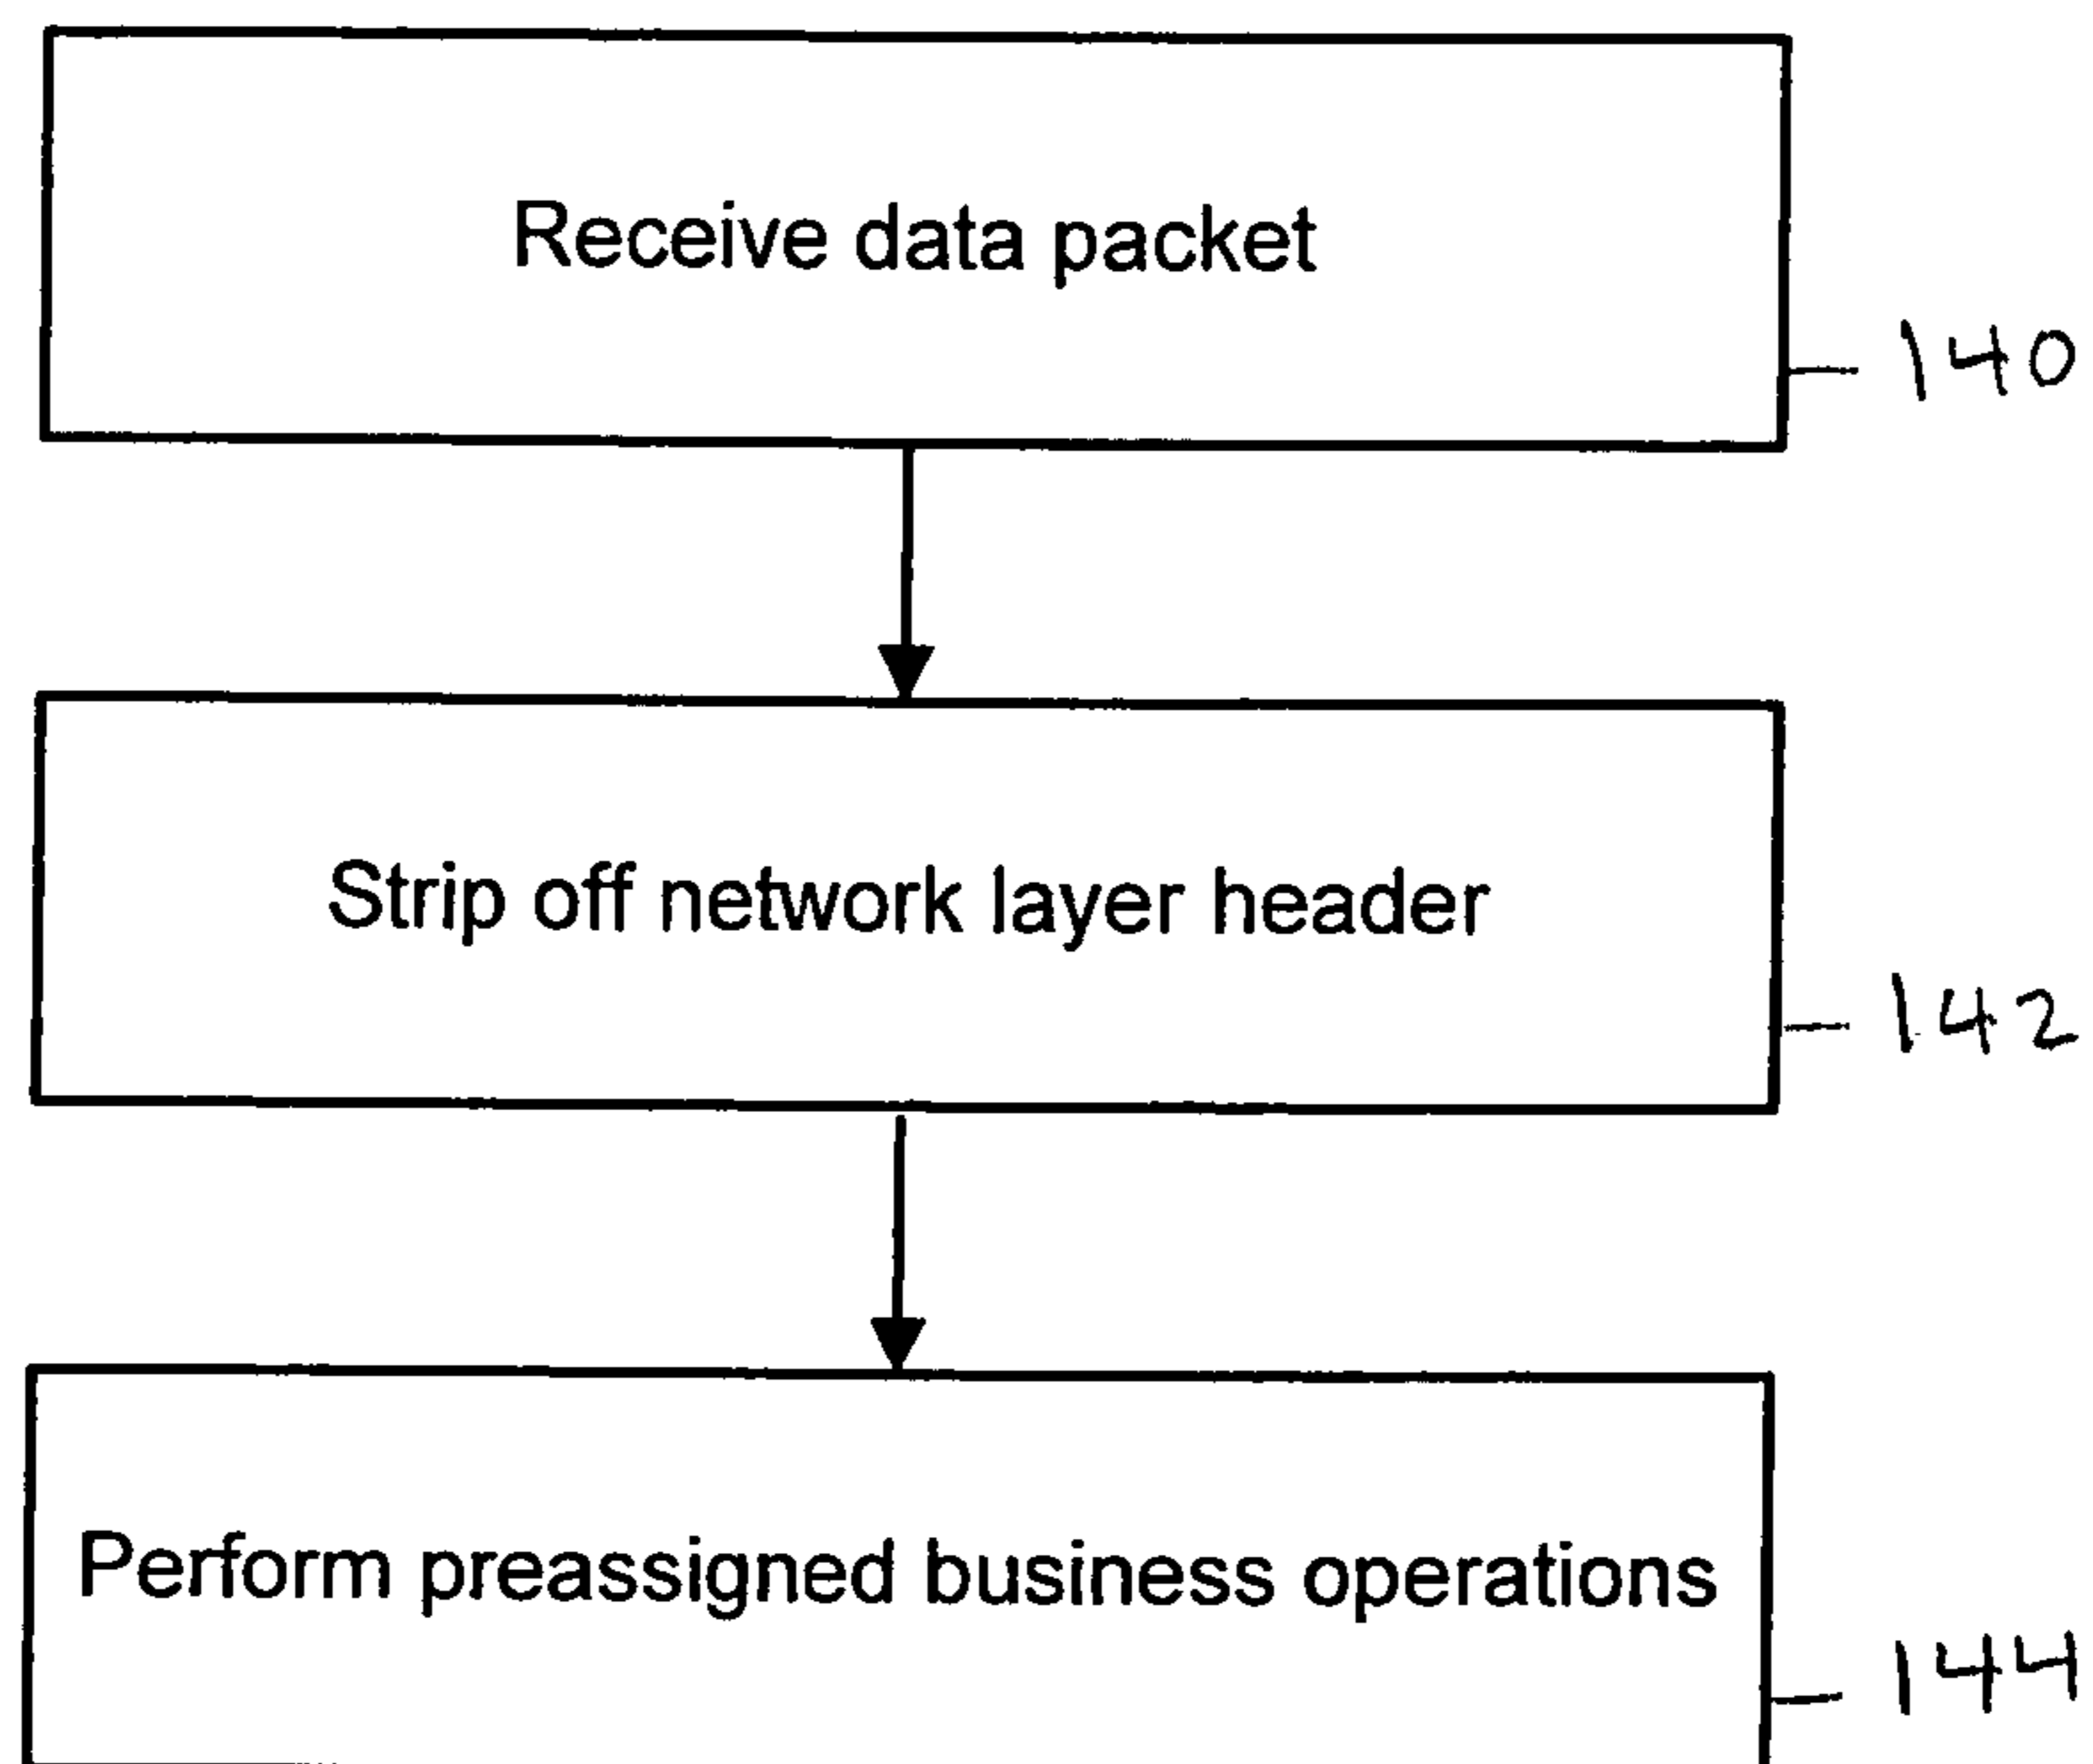 Receive data packet
140
Strip off network layer header
142
Perform preassigned business operations
144